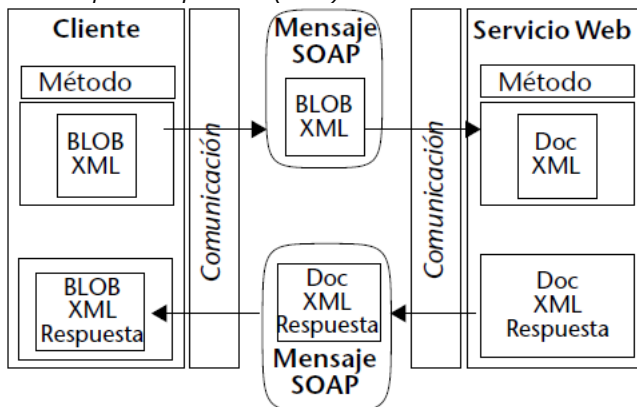 Cliente
Método
BLOB
XML
BLOB
XML
Respuesta
Comunicación
Mensaje
SOAP
BLOB
XML
Doc
XML
Respuesta
Mensaje
SOAP
Comunicación
Servicio Web
Método
Doc
XML
Doc
XML
Respuesta